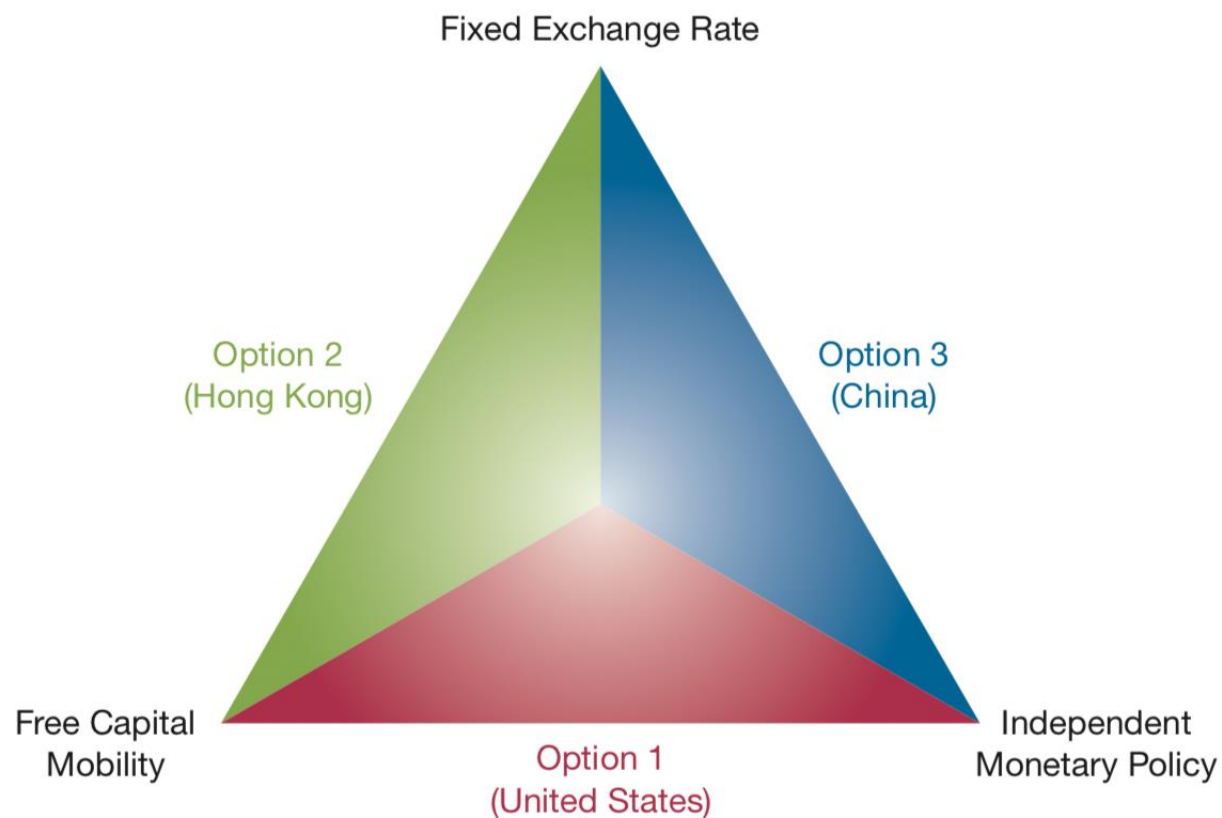 Fixed Exchange Rate
Option 2
(Hong Kong)
Option 3
(China)
Free Capital
Mobility
Option 1
(United States)
Independent
Monetary Policy